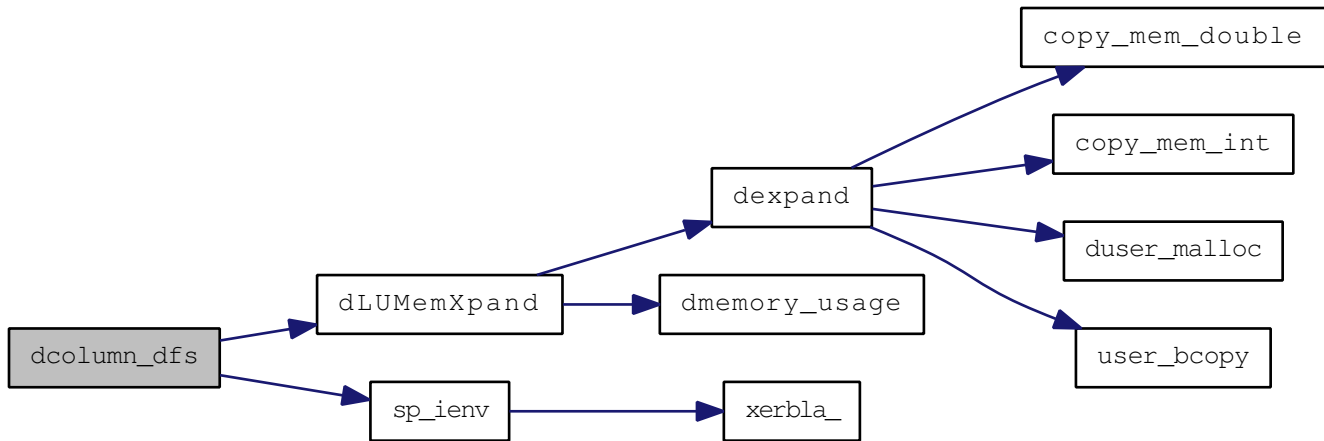 copy_mem_double
copy_mem_int
dexpand
duser_malloc
dLUMemXpand
dmemory_usage
dcolumn_dfs
user_bcopy
sp_ienv
xerbla_